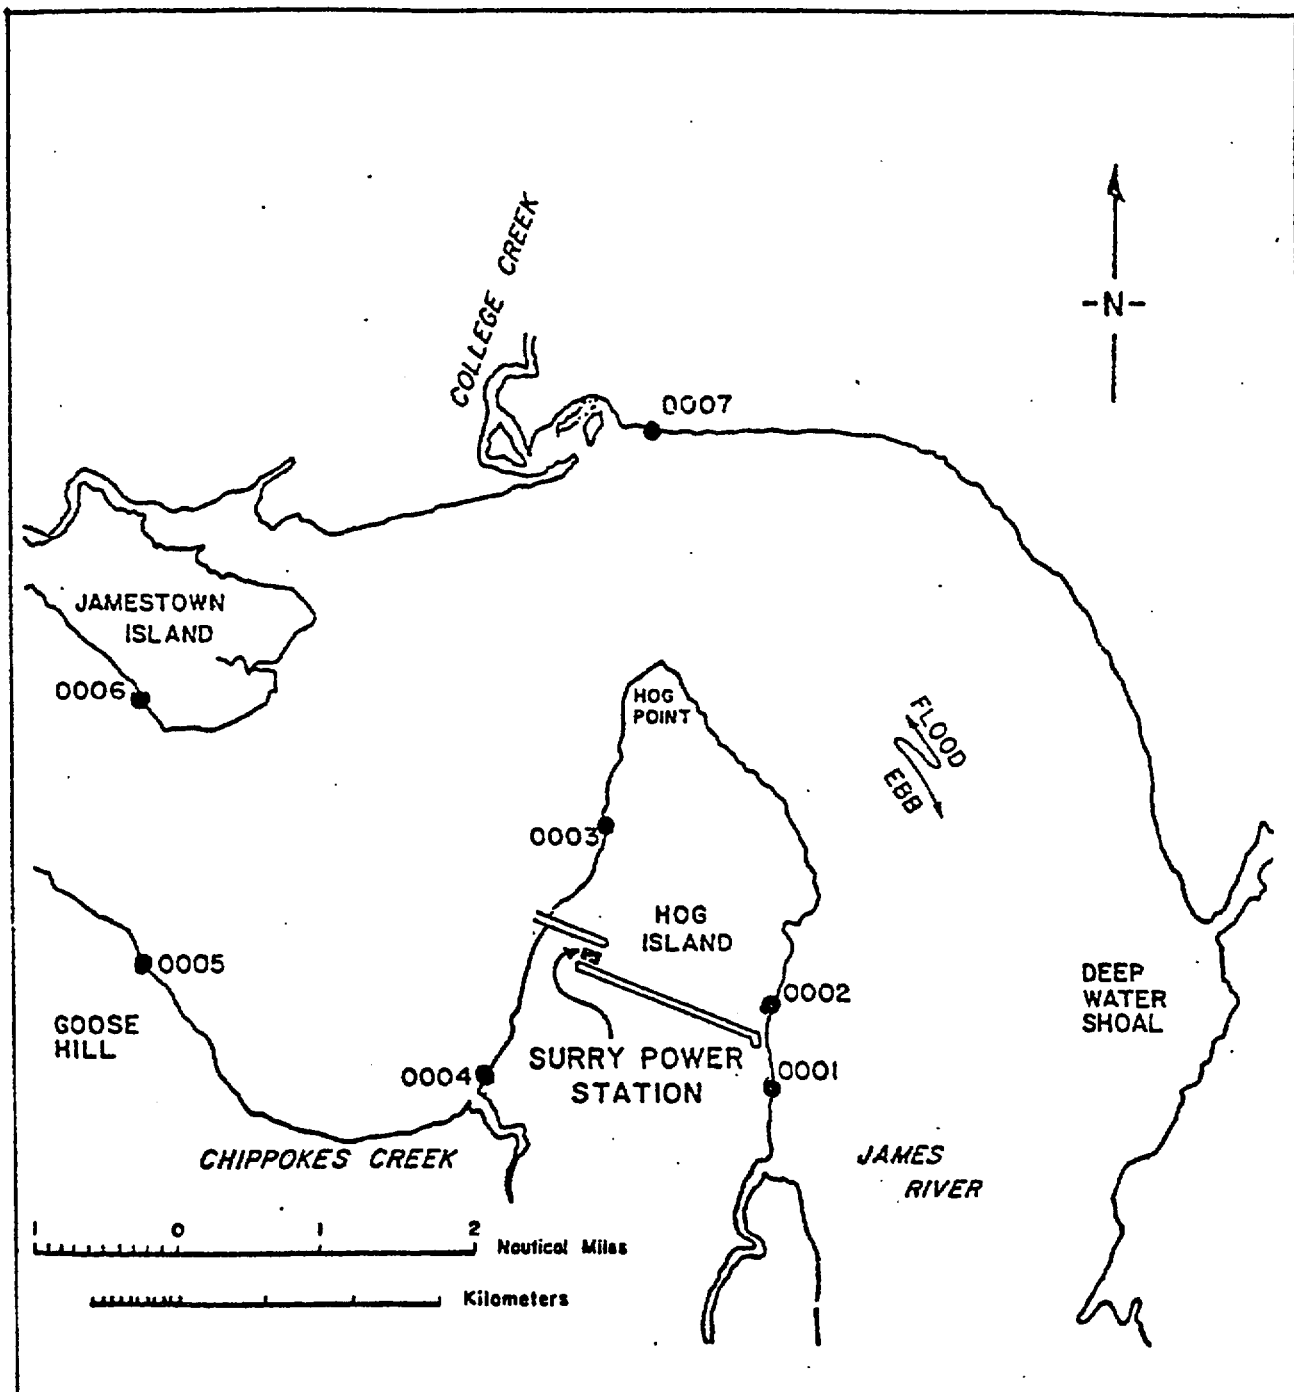 COLLEGE CREEK
-N-
0007
JAMESTOWN
ISLAND
0006
HOG
POINT
FLOOD
EBB
0003
HOG
ISLAND
0005
0002
DEEP
WATER
SHOAL
GOOSE
HILL
0004
SURRY POWER
STATION
0001
CHIPPOKES CREEK
JAMES
RIVER
1 0 1 2
Nautical Miles
Kilometers